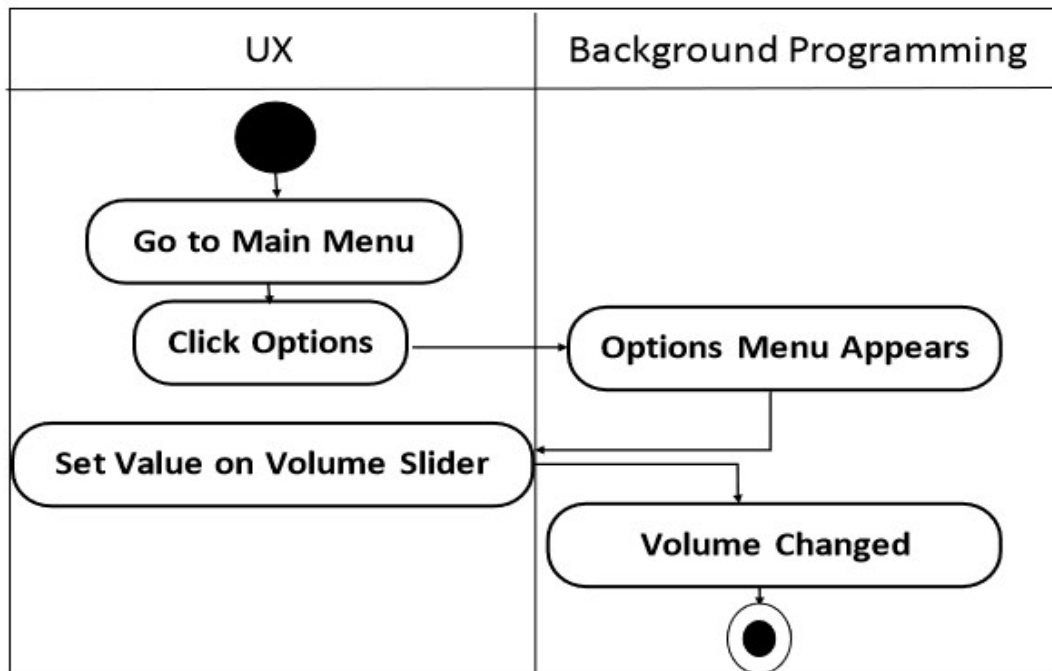 UX
Background Programming
Go to Main Menu
Click Options
Options Menu Appears
Set Value on Volume Slider
Volume Changed